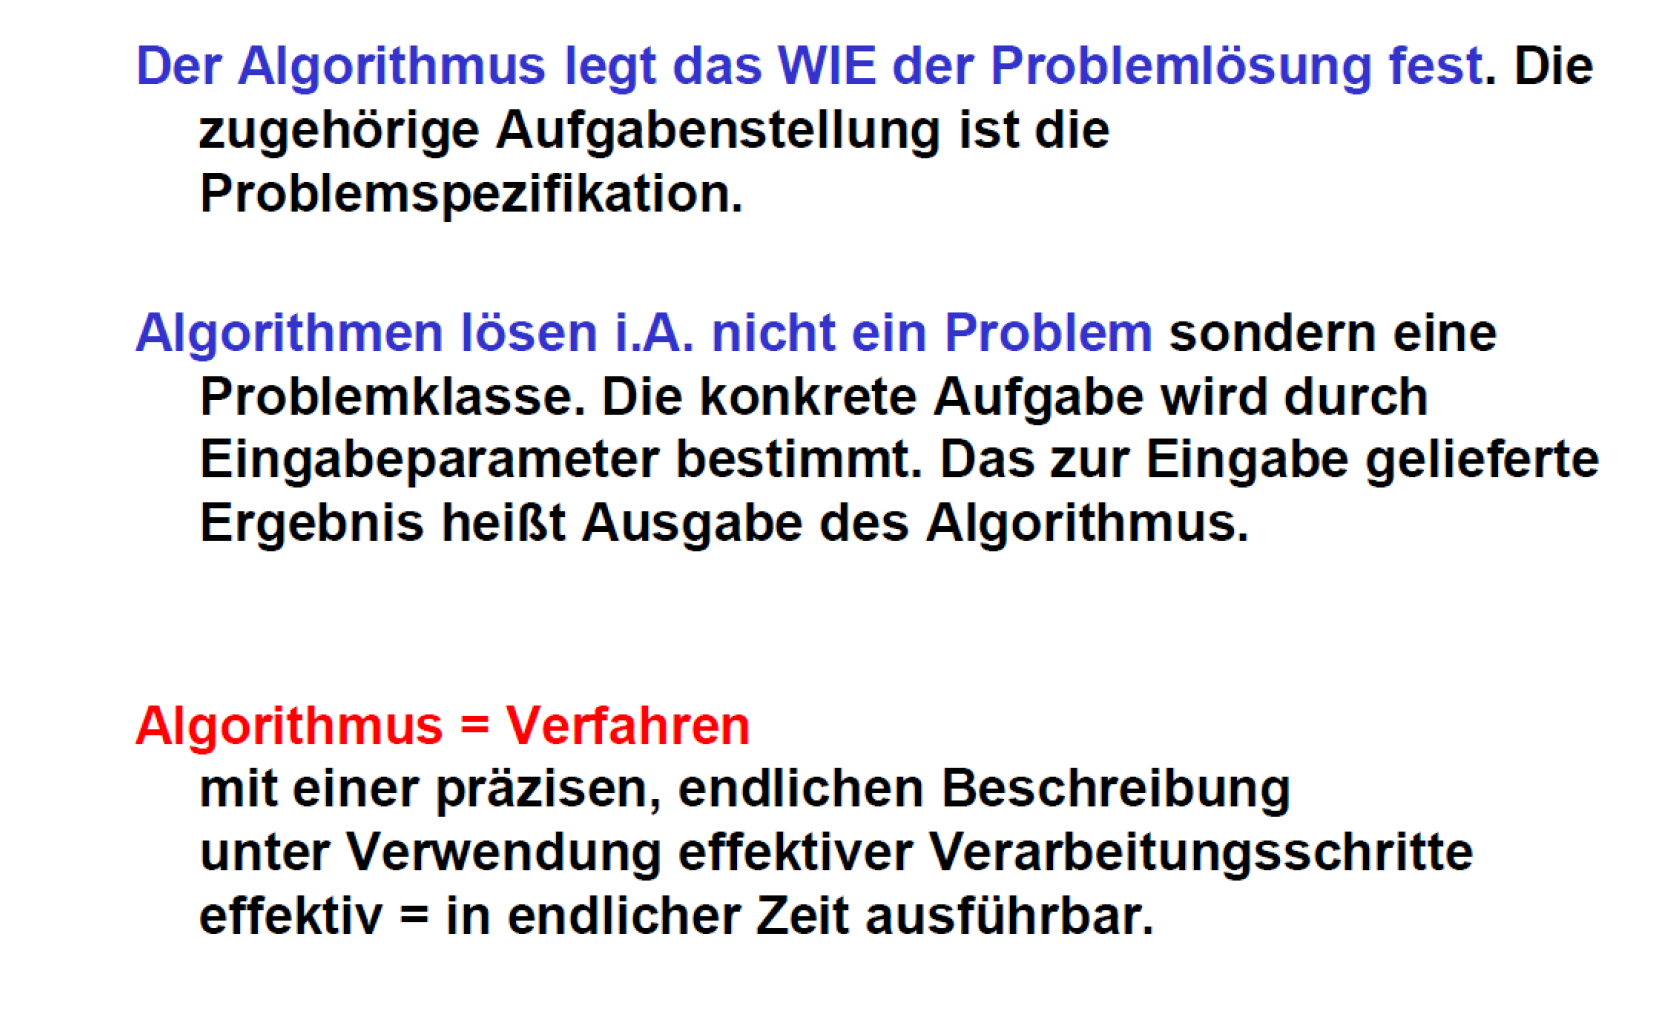 Der Algorithmus legt das WIE der Problemlösung fest. Die
zugehörige Aufgabenstellung ist die
Problemspezifikation.
Algorithmen lösen i.A. nicht ein Problem sondern eine
Problemklasse. Die konkrete Aufgabe wird durch
Eingabeparameter bestimmt. Das zur Eingabe gelieferte
Ergebnis heißt Ausgabe des Algorithmus.
Algorithmus = Verfahren
mit einer präzisen, endlichen Beschreibung
unter Verwendung effektiver Verarbeitungsschritte
effektiv = in endlicher Zeit ausführbar.